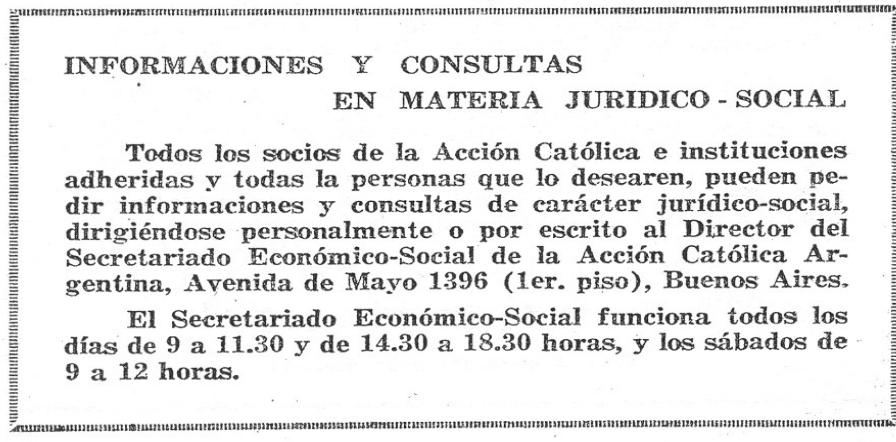 INFORMACIONES Y CONSULTAS
EN MATERIA JURIDICO - SOCIAL
Todos los socios de la Acción Católica e instituciones
adheridas y todas la personas que lo desearen, pueden pe-
dir informaciones y consultas de carácter jurídico-social,
dirigiéndose personalmente o por escrito al Director del
Secretariado Económico-Social de la Acción Católica Ar-
gentina, Avenida de Mayo 1396 (1er. piso), Buenos Aires.
El Secretariado Económico-Social funciona todos los
días de 9 a 11.30 y de 14.30 a 18.30 horas, y los sábados de
9 a 12 horas.